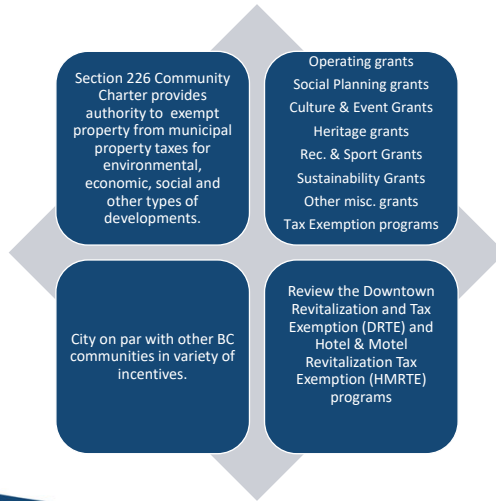 Section 226 Community
Charter provides
authority to exempt
property from municipal
property taxes for
environmental,
economic, social and
other types of
developments.
Operating grants
Social Planning grants
Culture & Event Grants
Heritage grants
Rec. & Sport Grants
Sustainability Grants
Other misc. grants
Tax Exemption programs
City on par with other BC
communities in variety of
incentives.
Review the Downtown
Revitalization and Tax
Exemption (DRTE) and
Hotel & Motel
Revitalization Tax
Exemption (HMRTE)
programs